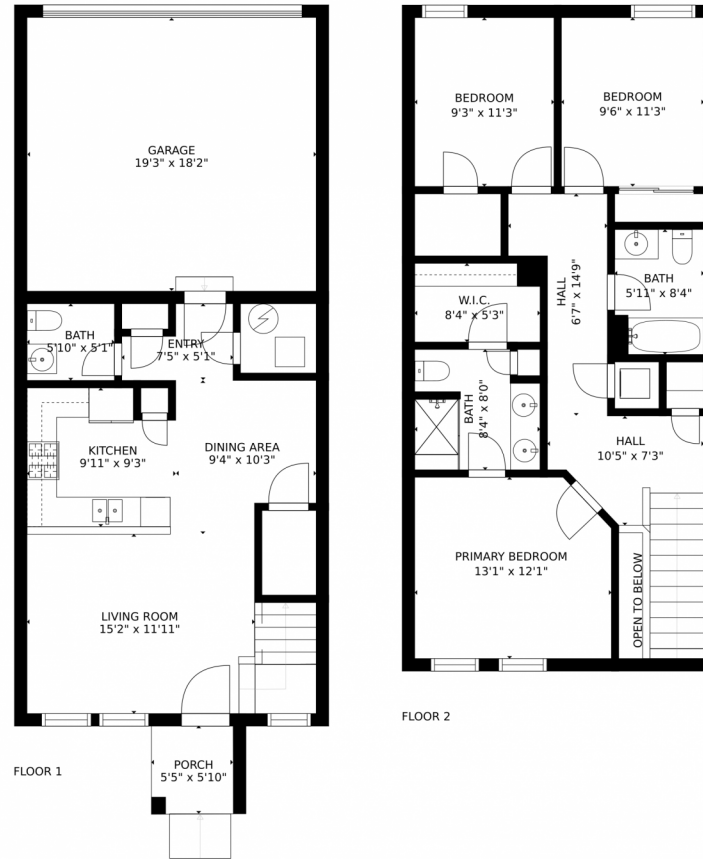 GARAGE
19'3" x 18'2"
BATH
5'10" x 5'1"
ENTRY
7'5" x 5'1"
KITCHEN
9'11" x 9'3"
DINING AREA
9'4" x 10'3"
LIVING ROOM
15'2" x 11'11"
PORCH
5'5" x 5'10"
FLOOR 1
BEDROOM
9'3" x 11'3"
BEDROOM
9'6" x 11'3"
HALL
6'7" x 14'9"
BATH
5'11" x 8'4"
W.I.C.
8'4" x 5'3"
BATH
8'4" x 8'0"
HALL
10'5" x 7'3"
PRIMARY BEDROOM
13'1" x 12'1"
OPEN TO BELOW
FLOOR 2